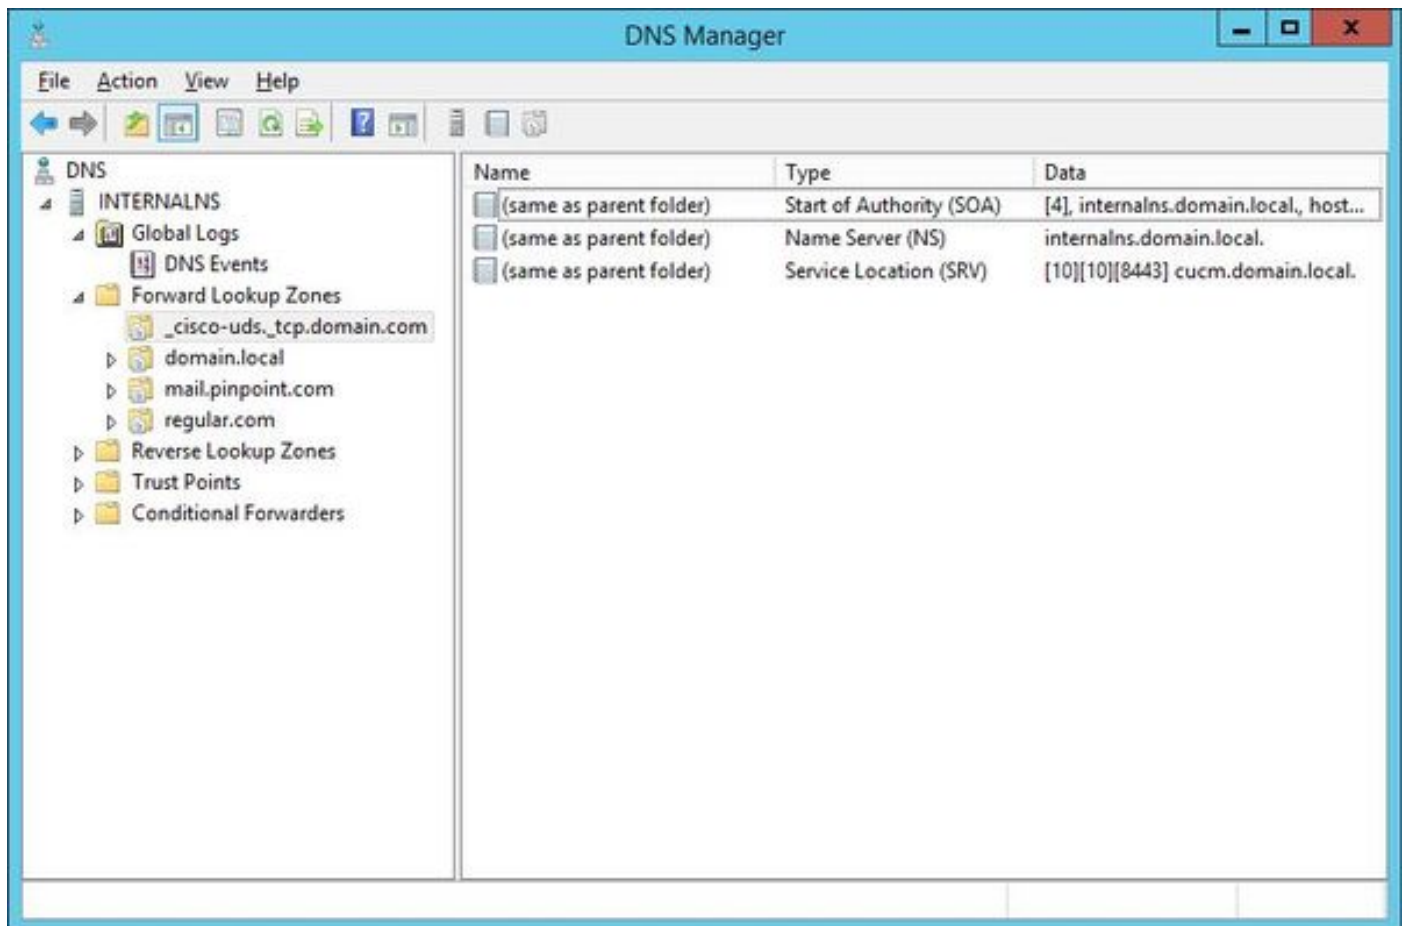 DNS Manager
File Action View Help
DNS
INTERNALNS
Global Logs
DNS Events
Forward Lookup Zones
_cisco-uds._tcp.domain.com
domain.local
mail.pinpoint.com
regular.com
Reverse Lookup Zones
Trust Points
Conditional Forwarders
Name Type Data
(same as parent folder) Start of Authority (SOA) [4], internalns.domain.local., host...
(same as parent folder) Name Server (NS) internalns.domain.local.
(same as parent folder) Service Location (SRV) [10][10][8443] cucm.domain.local.